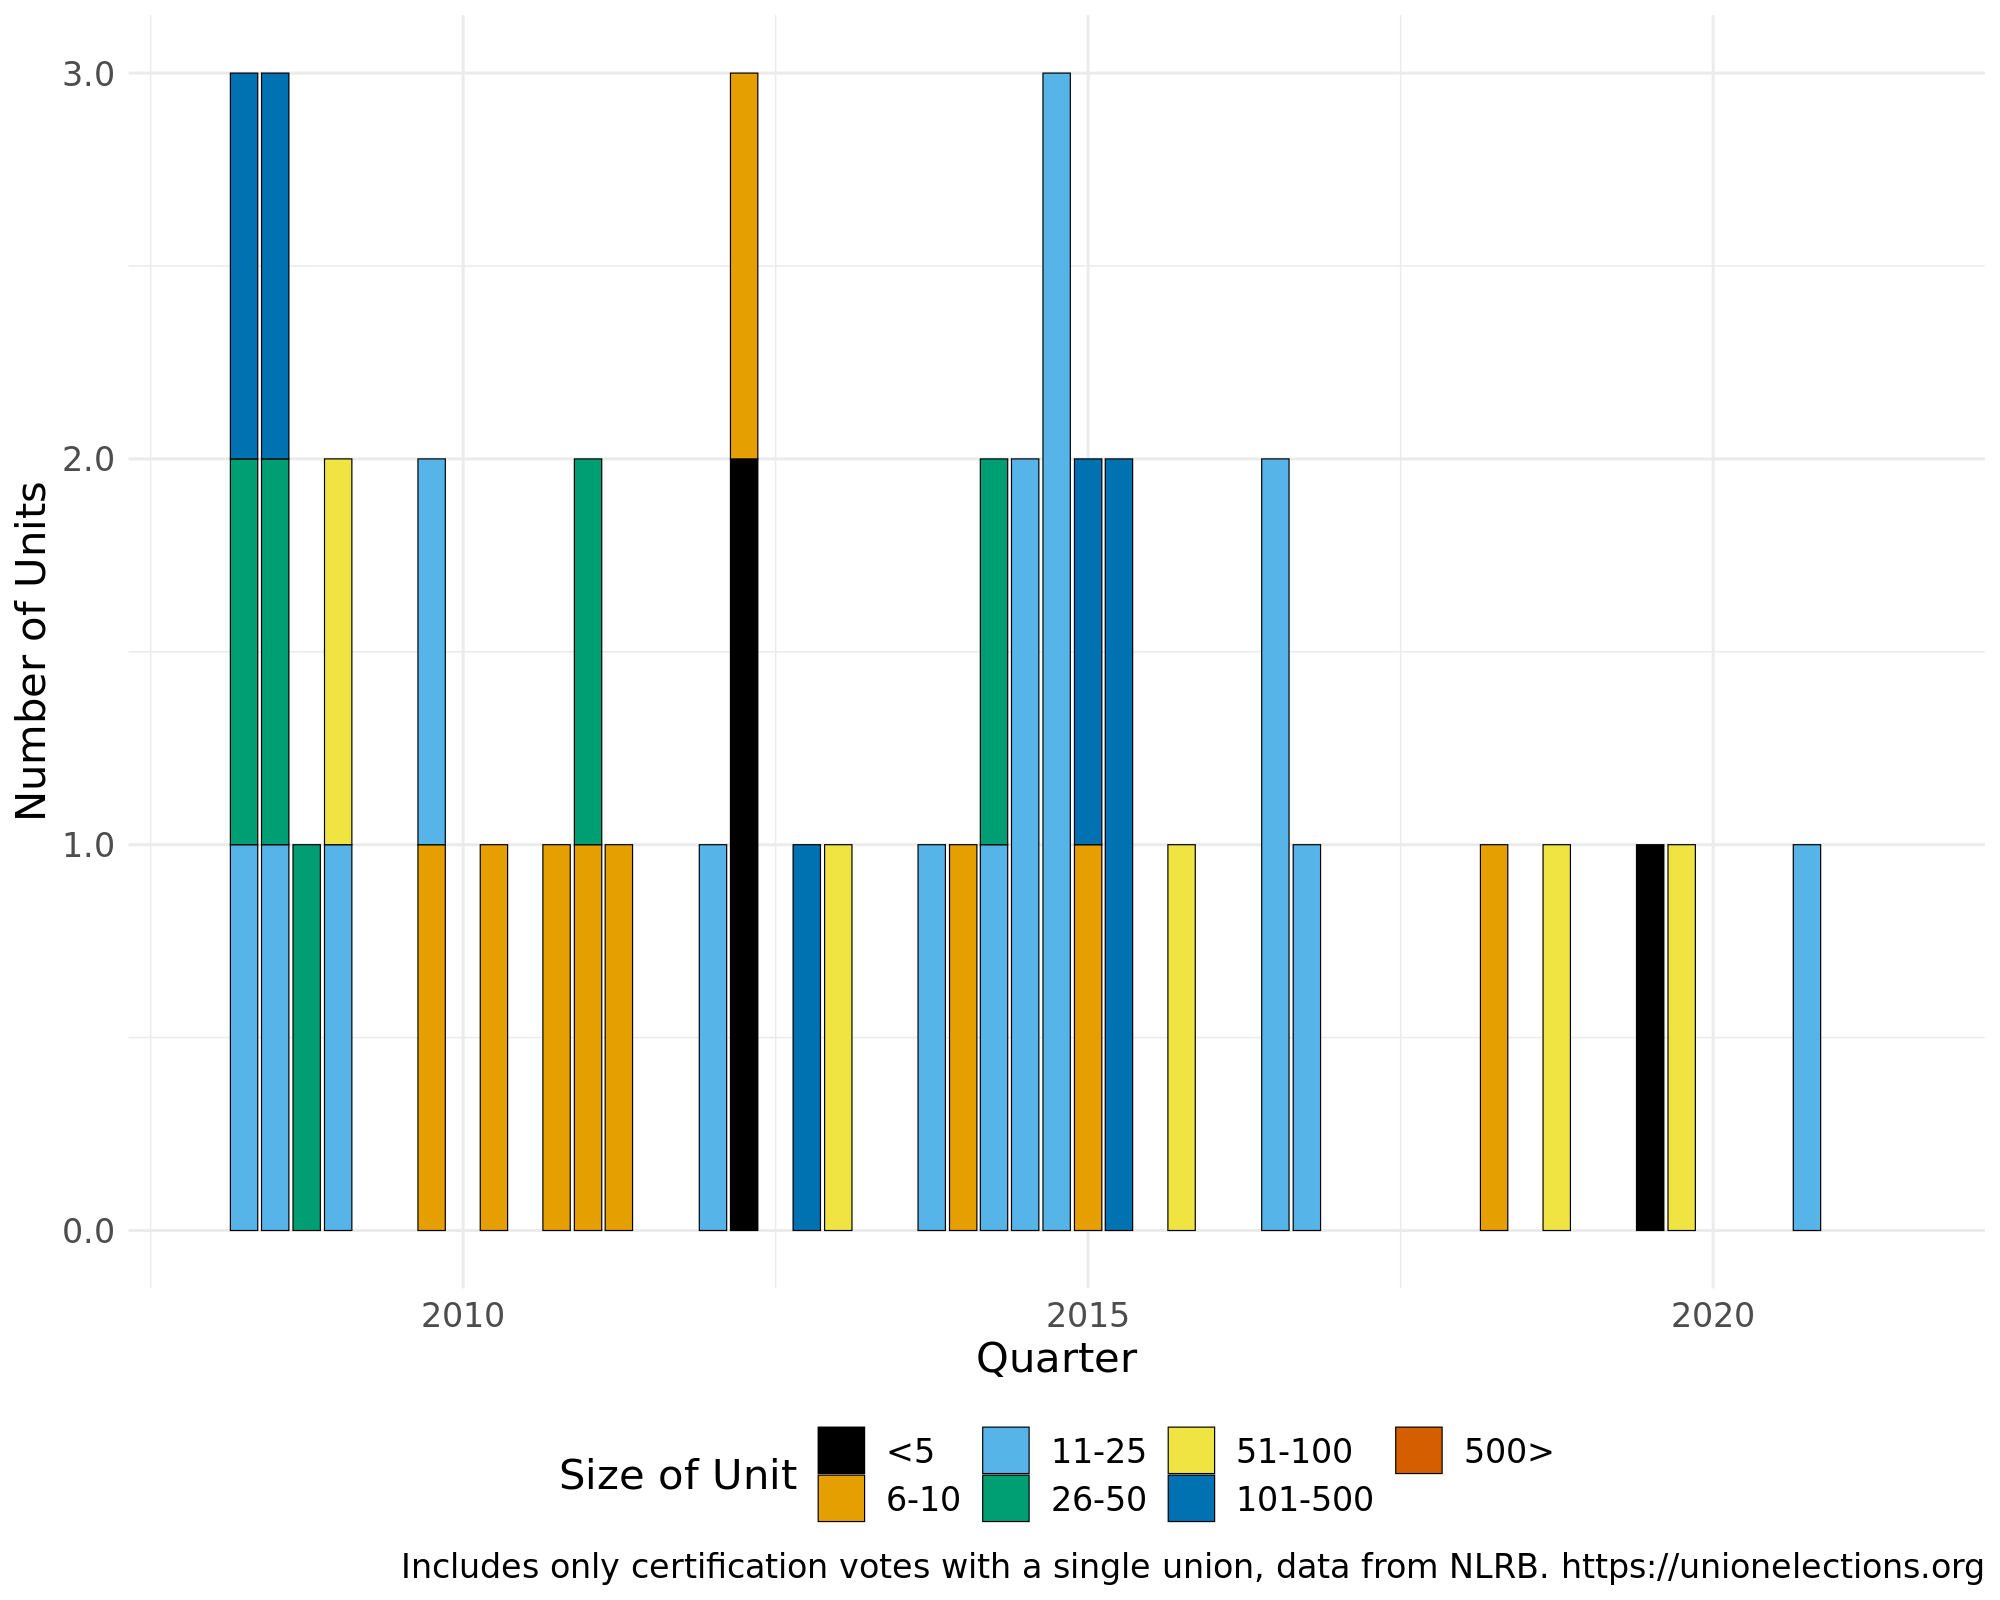 3.0
2.0
1.0
0.0
Number of Units
2010 2015 2020
Quarter
Size of Unit
<5 11-25 51-100 500>
6-10 26-50 101-500
Includes only certification votes with a single union, data from NLRB. https://unionelections.org